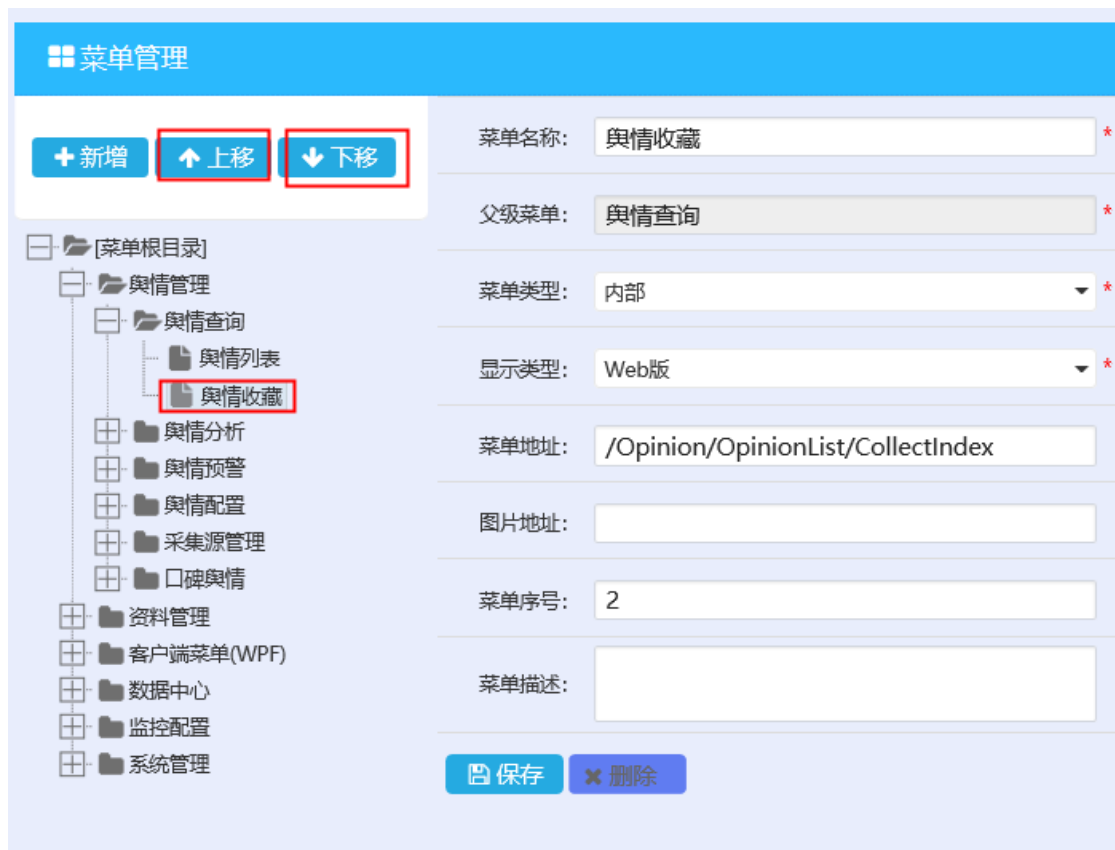 菜单管理
新增 上移 下移
[菜单根目录]
舆情管理
舆情查询
舆情列表
舆情收藏
舆情分析
舆情预警
舆情配置
采集源管理
口碑舆情
资料管理
客户端菜单(WPF)
数据中心
监控配置
系统管理
菜单名称: 舆情收藏 *
父级菜单: 舆情查询 *
菜单类型: 内部 *
显示类型: Web版 *
菜单地址: /Opinion/OpinionList/CollectIndex
图片地址:
菜单序号: 2
菜单描述:
保存 删除